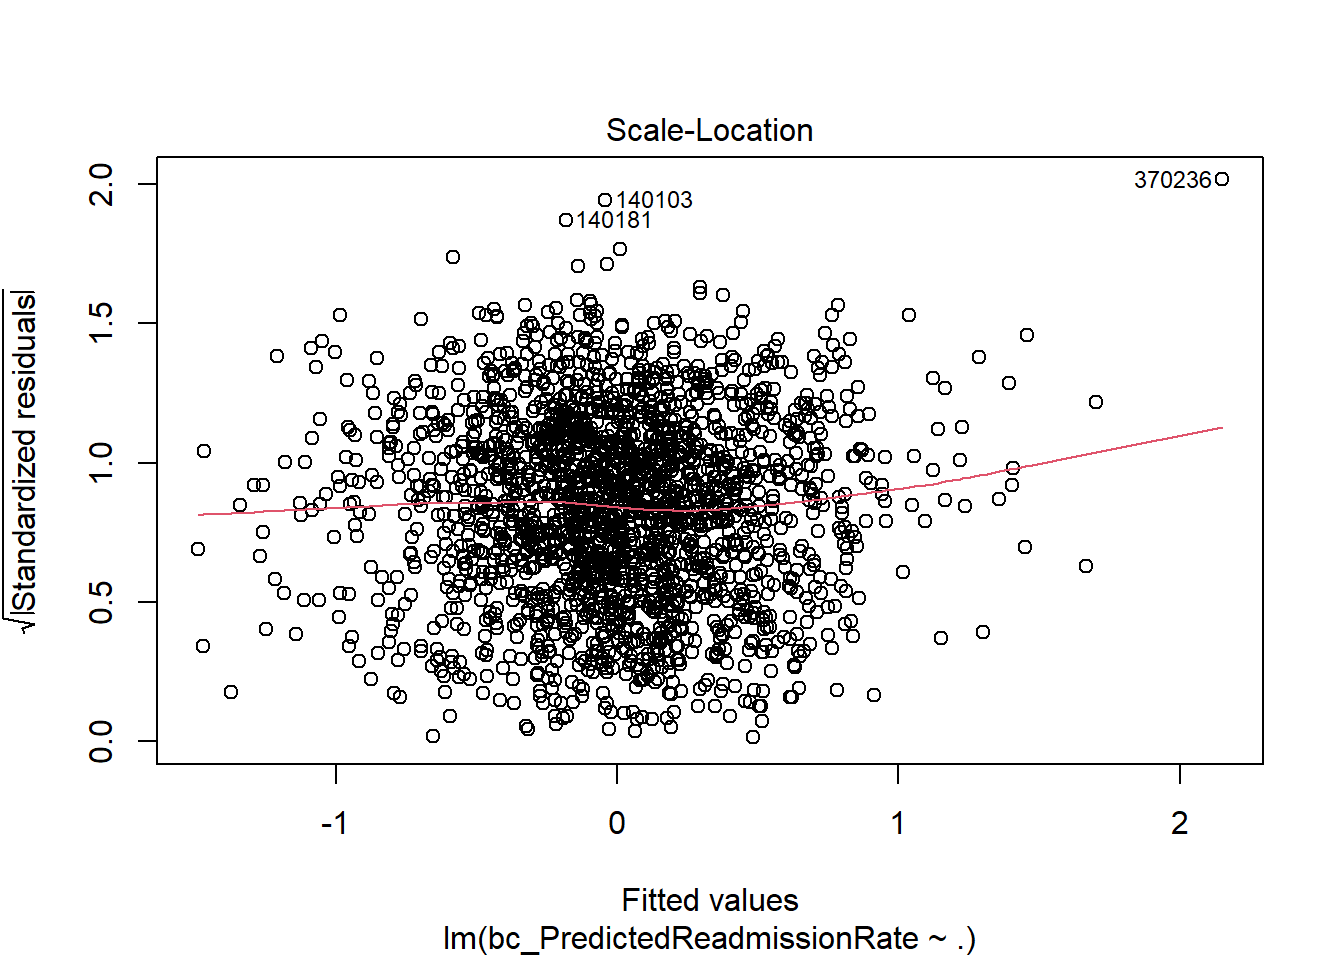 Scale-Location
√|Standardized residuals|
2.0
1.5
1.0
0.5
0.0
370236
140103
140181
-1 0 1 2
Fitted values
lm(bc_PredictedReadmissionRate ~ .)